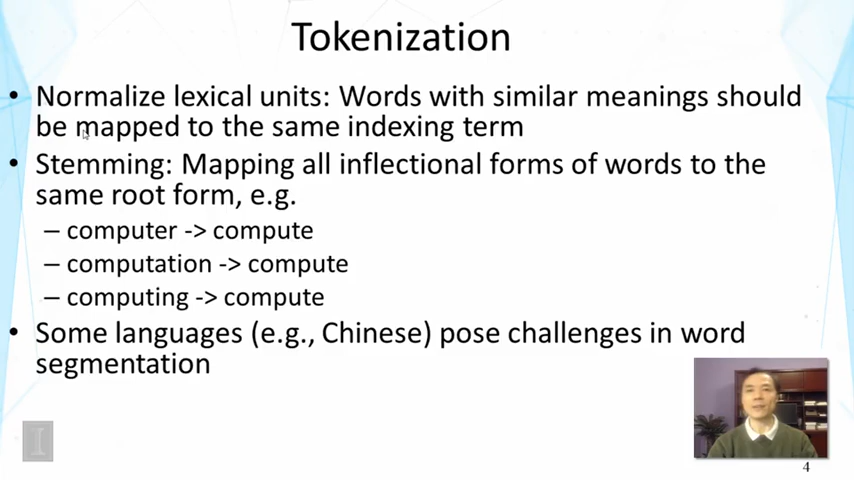 Tokenization
• Normalize lexical units: Words with similar meanings should
be mapped to the same indexing term
• Stemming: Mapping all inflectional forms of words to the
same root form, e.g.
– computer -> compute
– computation -> compute
– computing -> compute
• Some languages (e.g., Chinese) pose challenges in word
segmentation
I
4